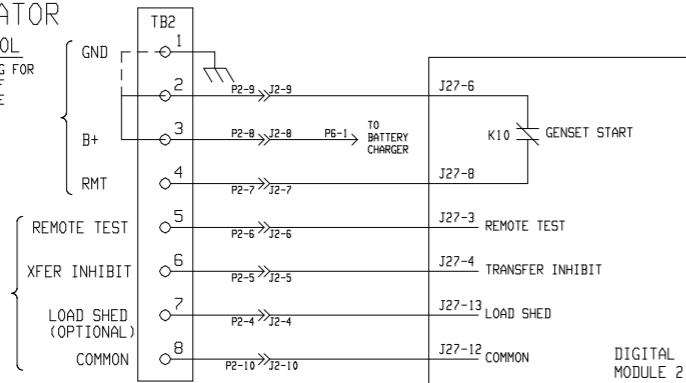 ATOR
OL
G FOR
E
E
TB2
GND
1
2
P2-9 J2-9
J27-6
B+
3
P2-8 J2-8
P6-1
TO
BATTERY
CHARGER
K10
GENSET START
RMT
4
P2-7 J2-7
J27-8
REMOTE TEST
5
P2-6 J2-6
J27-3
REMOTE TEST
XFER INHIBIT
6
P2-5 J2-5
J27-4
TRANSFER INHIBIT
LOAD SHED
(OPTIONAL)
7
P2-4 J2-4
J27-13
LOAD SHED
COMMON
8
P2-10 J2-10
J27-12
COMMON
DIGITAL
MODULE 2